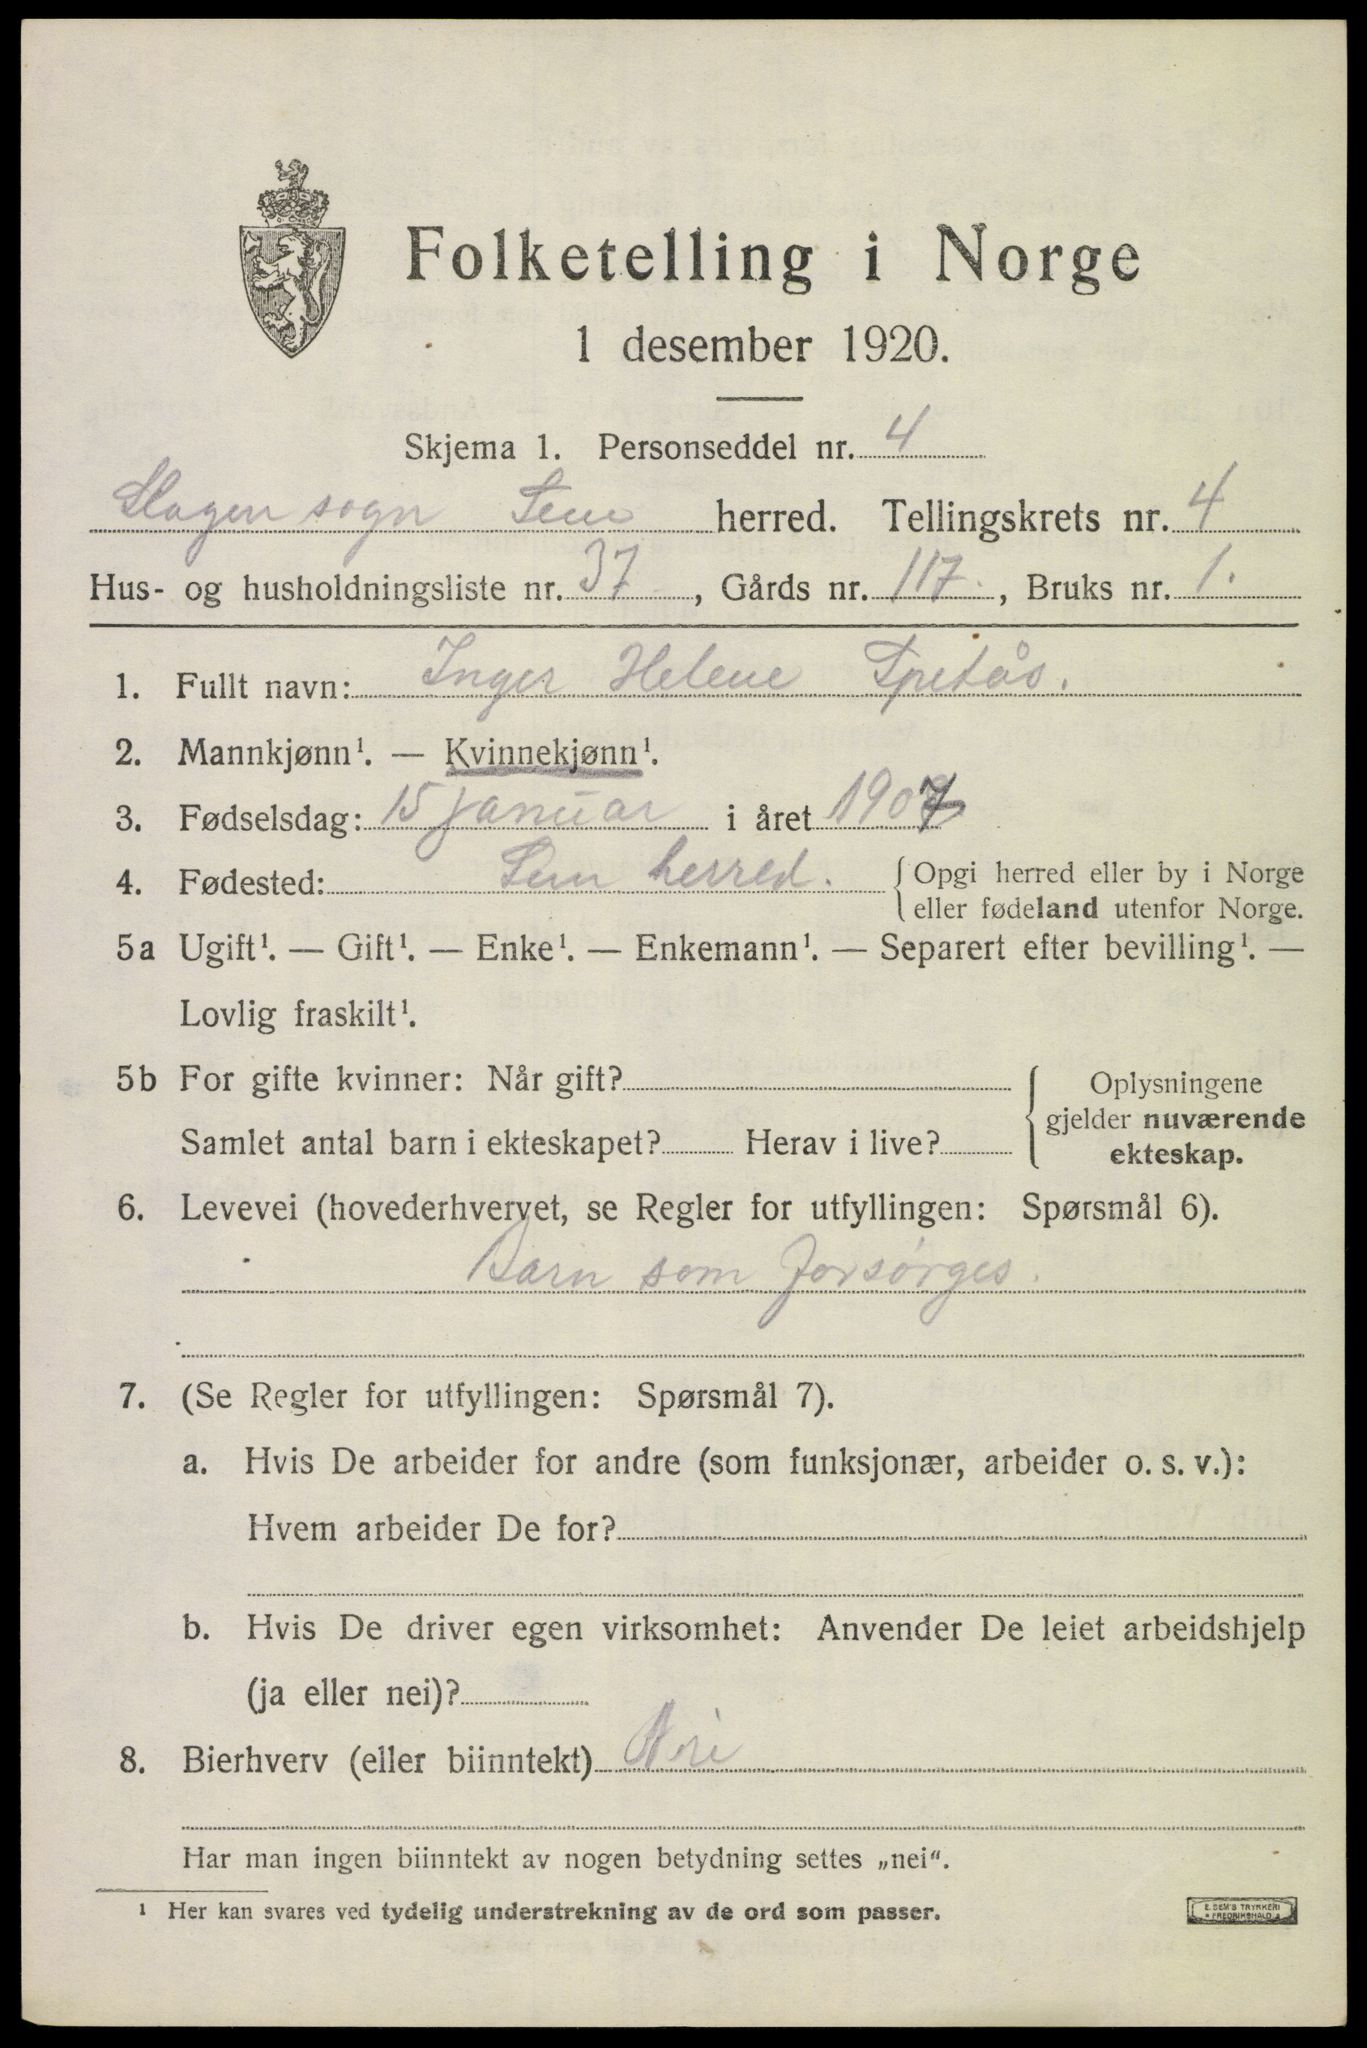 Folketelling i Norge
1 desember 1920.
Skjema 1. Personseddel nr. 4
Slagen sogn Sem herred. Tellingskrets nr. 4
Hus- og husholdningsliste nr. 37, Gårds nr. 117., Bruks nr. 1.
1. Fullt navn: Inger Helene Spetås.
2. Mannkjønn¹. — Kvinnekjønn¹.
3. Fødselsdag: 15 januar i året 1907
4. Fødested: Sem herred. Opgi herred eller by i Norge
eller fødeland utenfor Norge.
5a Ugift¹. — Gift¹. — Enke¹. — Enkemann¹. — Separert efter bevilling¹. —
Lovlig fraskilt¹.
5b For gifte kvinner: Når gift?
Samlet antal barn i ekteskapet? Herav i live?
Oplysningene
gjelder nuværende
ekteskap.
6. Levevei (hovederhvervet, se Regler for utfyllingen: Spørsmål 6).
Barn som forsørges.
7. (Se Regler for utfyllingen: Spørsmål 7).
a. Hvis De arbeider for andre (som funksjonær, arbeider o. s. v.):
Hvem arbeider De for?
b. Hvis De driver egen virksomhet: Anvender De leiet arbeidshjelp
(ja eller nei)?
8. Bierhverv (eller biinntekt) Nei
Har man ingen biinntekt av nogen betydning settes „nei".
¹ Her kan svares ved tydelig understrekning av de ord som passer.
E. SEM'S TRYKKERI
FREDRIKSHALD